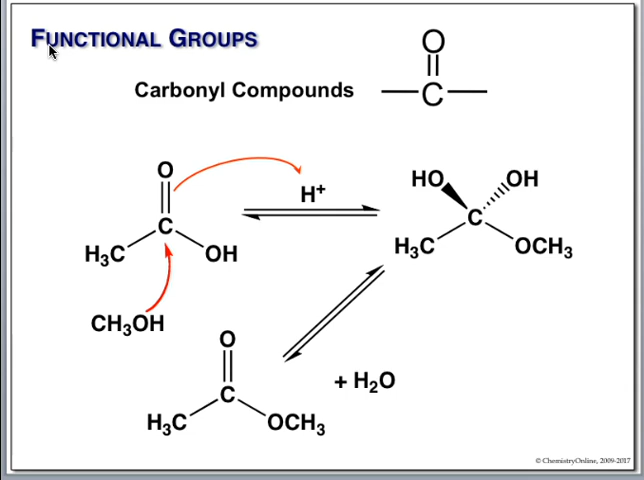 FUNCTIONAL GROUPS
Carbonyl Compounds
O
C
O
C
H₃C
OH
CH₃OH
H⁺
HO
OH
C
H₃C
OCH₃
O
C
H₃C
OCH₃
+ H₂O
© ChemistryOnline, 2009-2017